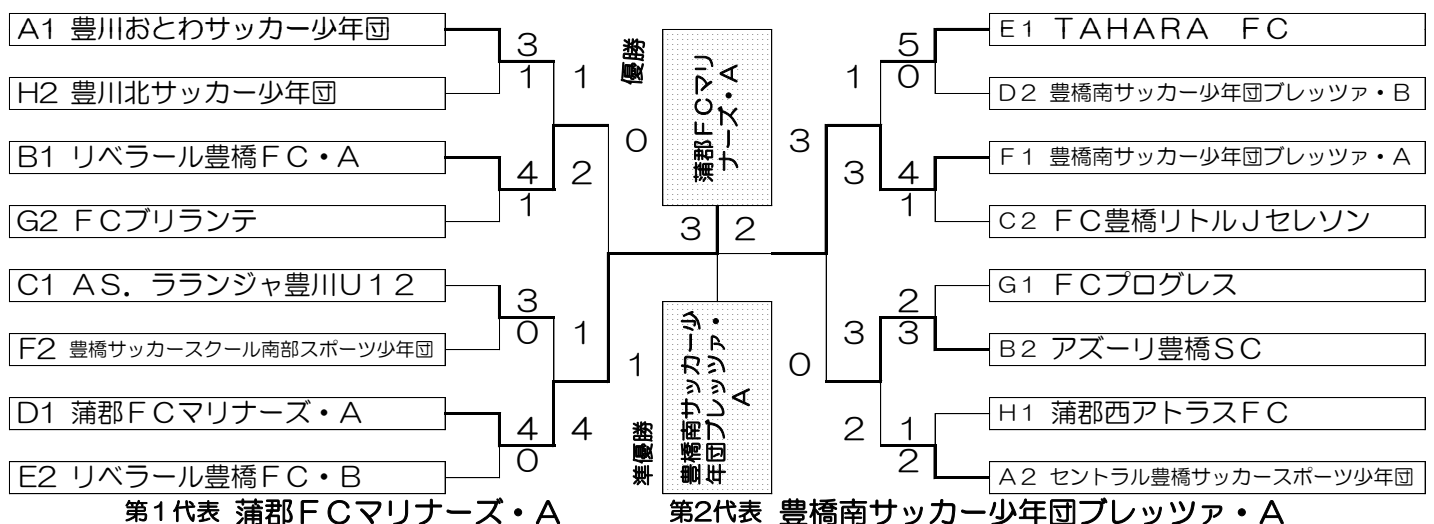 A1 豊川おとわサッカー少年団
H2 豊川北サッカー少年団
B1 リベラール豊橋FC・A
G2 FCブリランテ
C1 AS．ラランジャ豊川U12
F2 豊橋サッカースクール南部スポーツ少年団
D1 蒲郡FCマリナーズ・A
E2 リベラール豊橋FC・B
3
1
4
1
3
0
4
0
1
2
1
4
0
1
優勝
蒲郡FCマリ
ナーズ・A
3 2
準優勝
豊橋南サッカー少
年団ブレッツァ・
A
3
0
1
3
3
2
5
0
4
1
2
3
1
2
E1 TAHARA FC
D2 豊橋南サッカー少年団ブレッツァ・B
F1 豊橋南サッカー少年団ブレッツァ・A
C2 FC豊橋リトルJセレソン
G1 FCプログレス
B2 アズーリ豊橋SC
H1 蒲郡西アトラスFC
A2 セントラル豊橋サッカースポーツ少年団
第1代表 蒲郡FCマリナーズ・A
第2代表 豊橋南サッカー少年団ブレッツァ・A